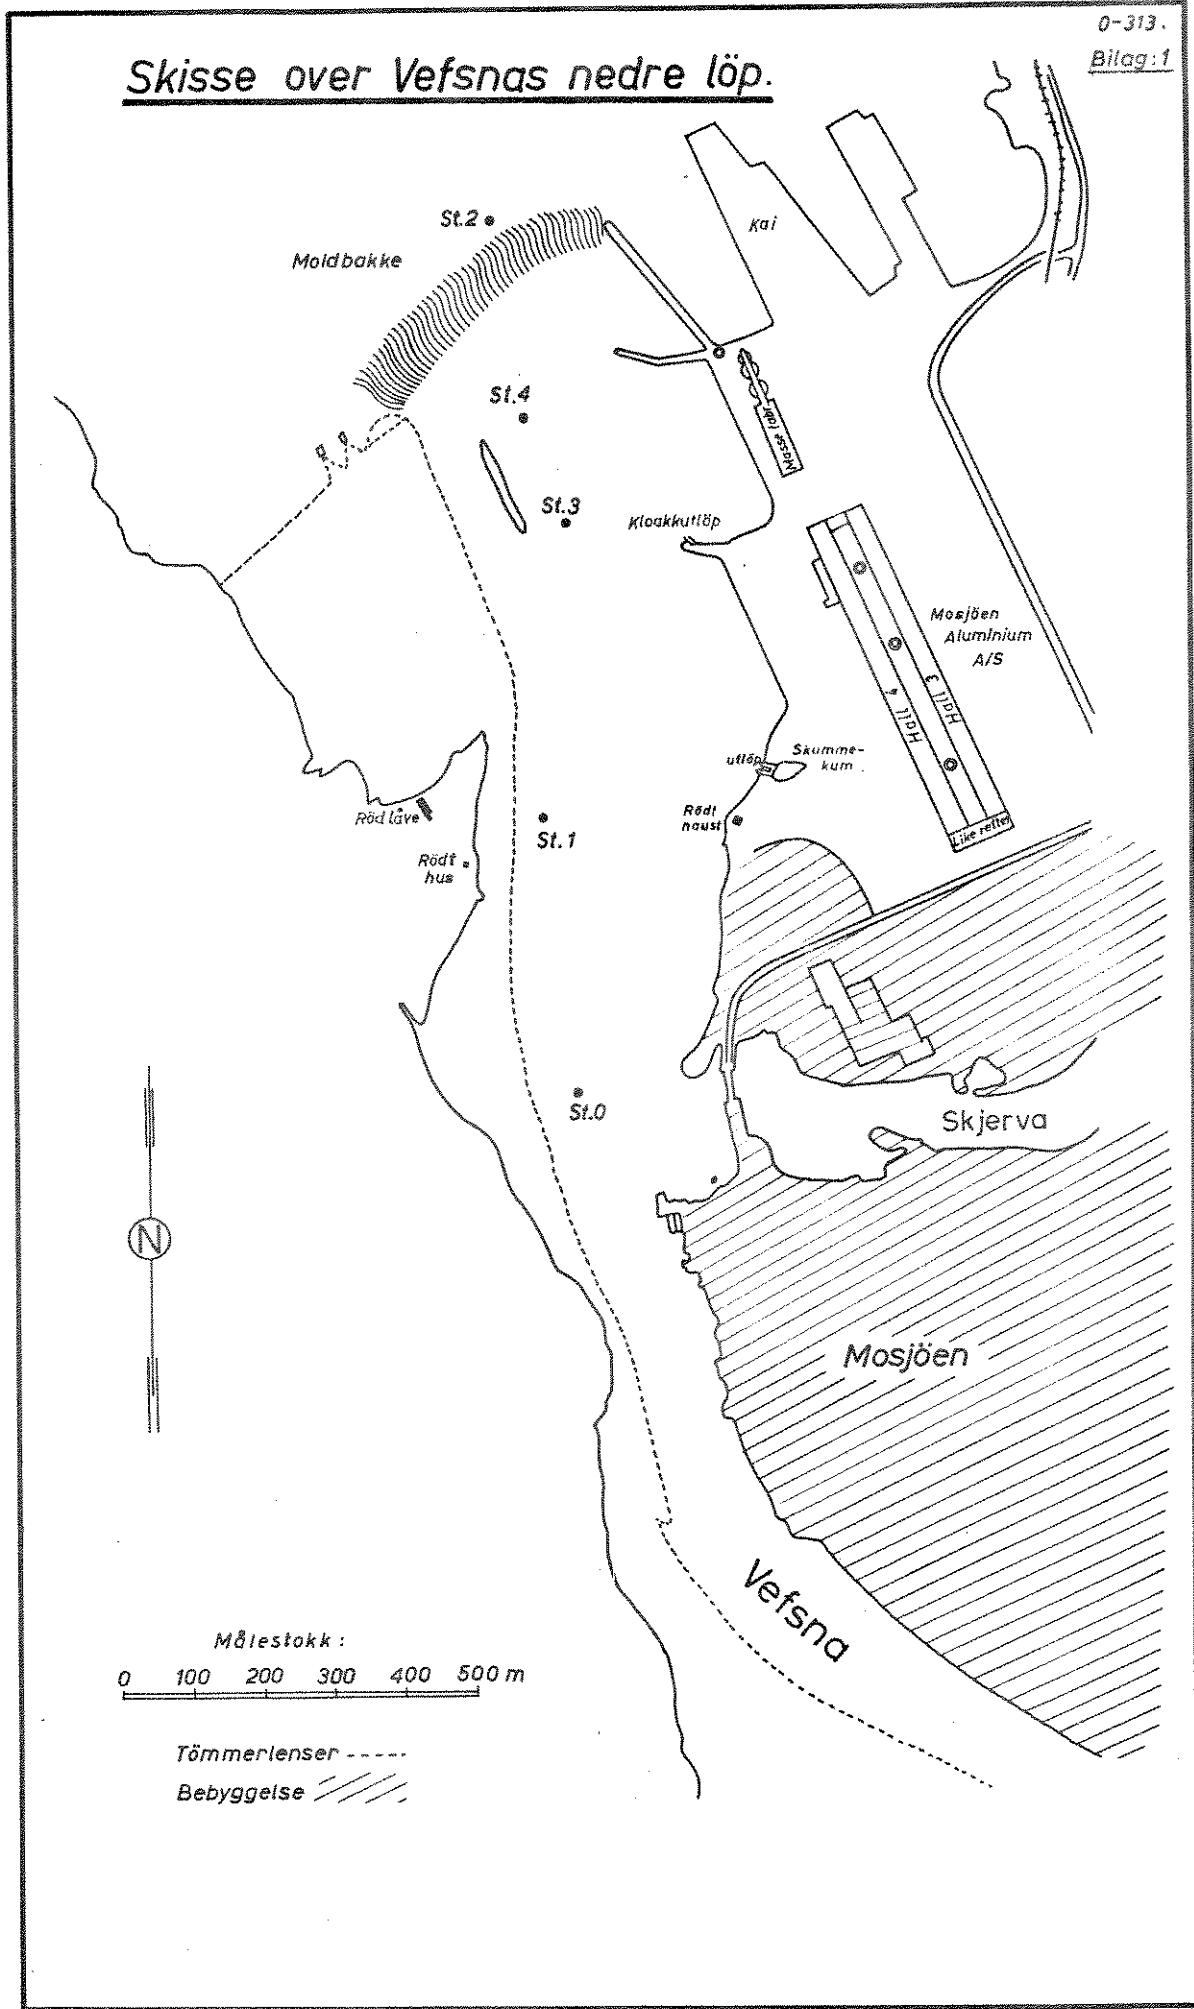 O-313.
Bilag:1
Skisse over Vefsnas nedre löp.
St.2
Kai
Moldbakke
St.4
Masse fabr.
St.3
Kloakkutlöp
Mosjöen
Aluminium
A/S
Hall 3
Hall 4
utlöp
Skumme-
kum
Röd låve
Rödt
naust
St.1
Like retter
Rödt
hus
St.0
Skjerva
N
Mosjöen
Vefsna
Målestokk:
0 100 200 300 400 500 m
Tömmerlenser
Bebyggelse